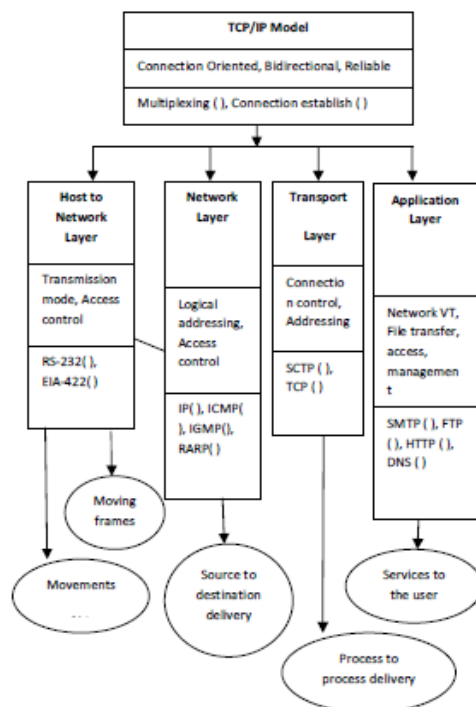 TCP/IP Model
Connection Oriented, Bidirectional, Reliable
Multiplexing ( ), Connection establish ( )
Host to
Network
Layer
Transmission
mode, Access
control
RS-232( ),
EIA-422( )
Network
Layer
Logical
addressing,
Access
control
IP( ), ICMP(
), IGMP(),
RARP( )
Transport
Layer
Connectio
n control,
Addressing
SCTP ( ),
TCP ( )
Application
Layer
Network VT,
File transfer,
access,
managemen
t
SMTP ( ), FTP
( ), HTTP ( ),
DNS ( )
Moving
frames
Movements
Source to
destination
delivery
Services to
the user
Process to
process delivery